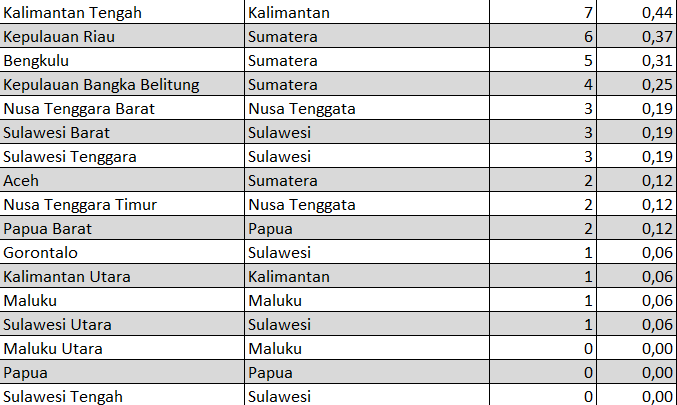 Kalimantan Tengah Kalimantan 7 0,44
Kepulauan Riau Sumatera 6 0,37
Bengkulu Sumatera 5 0,31
Kepulauan Bangka Belitung Sumatera 4 0,25
Nusa Tenggara Barat Nusa Tenggata 3 0,19
Sulawesi Barat Sulawesi 3 0,19
Sulawesi Tenggara Sulawesi 3 0,19
Aceh Sumatera 2 0,12
Nusa Tenggara Timur Nusa Tenggata 2 0,12
Papua Barat Papua 2 0,12
Gorontalo Sulawesi 1 0,06
Kalimantan Utara Kalimantan 1 0,06
Maluku Maluku 1 0,06
Sulawesi Utara Sulawesi 1 0,06
Maluku Utara Maluku 0 0,00
Papua Papua 0 0,00
Sulawesi Tengah Sulawesi 0 0,00